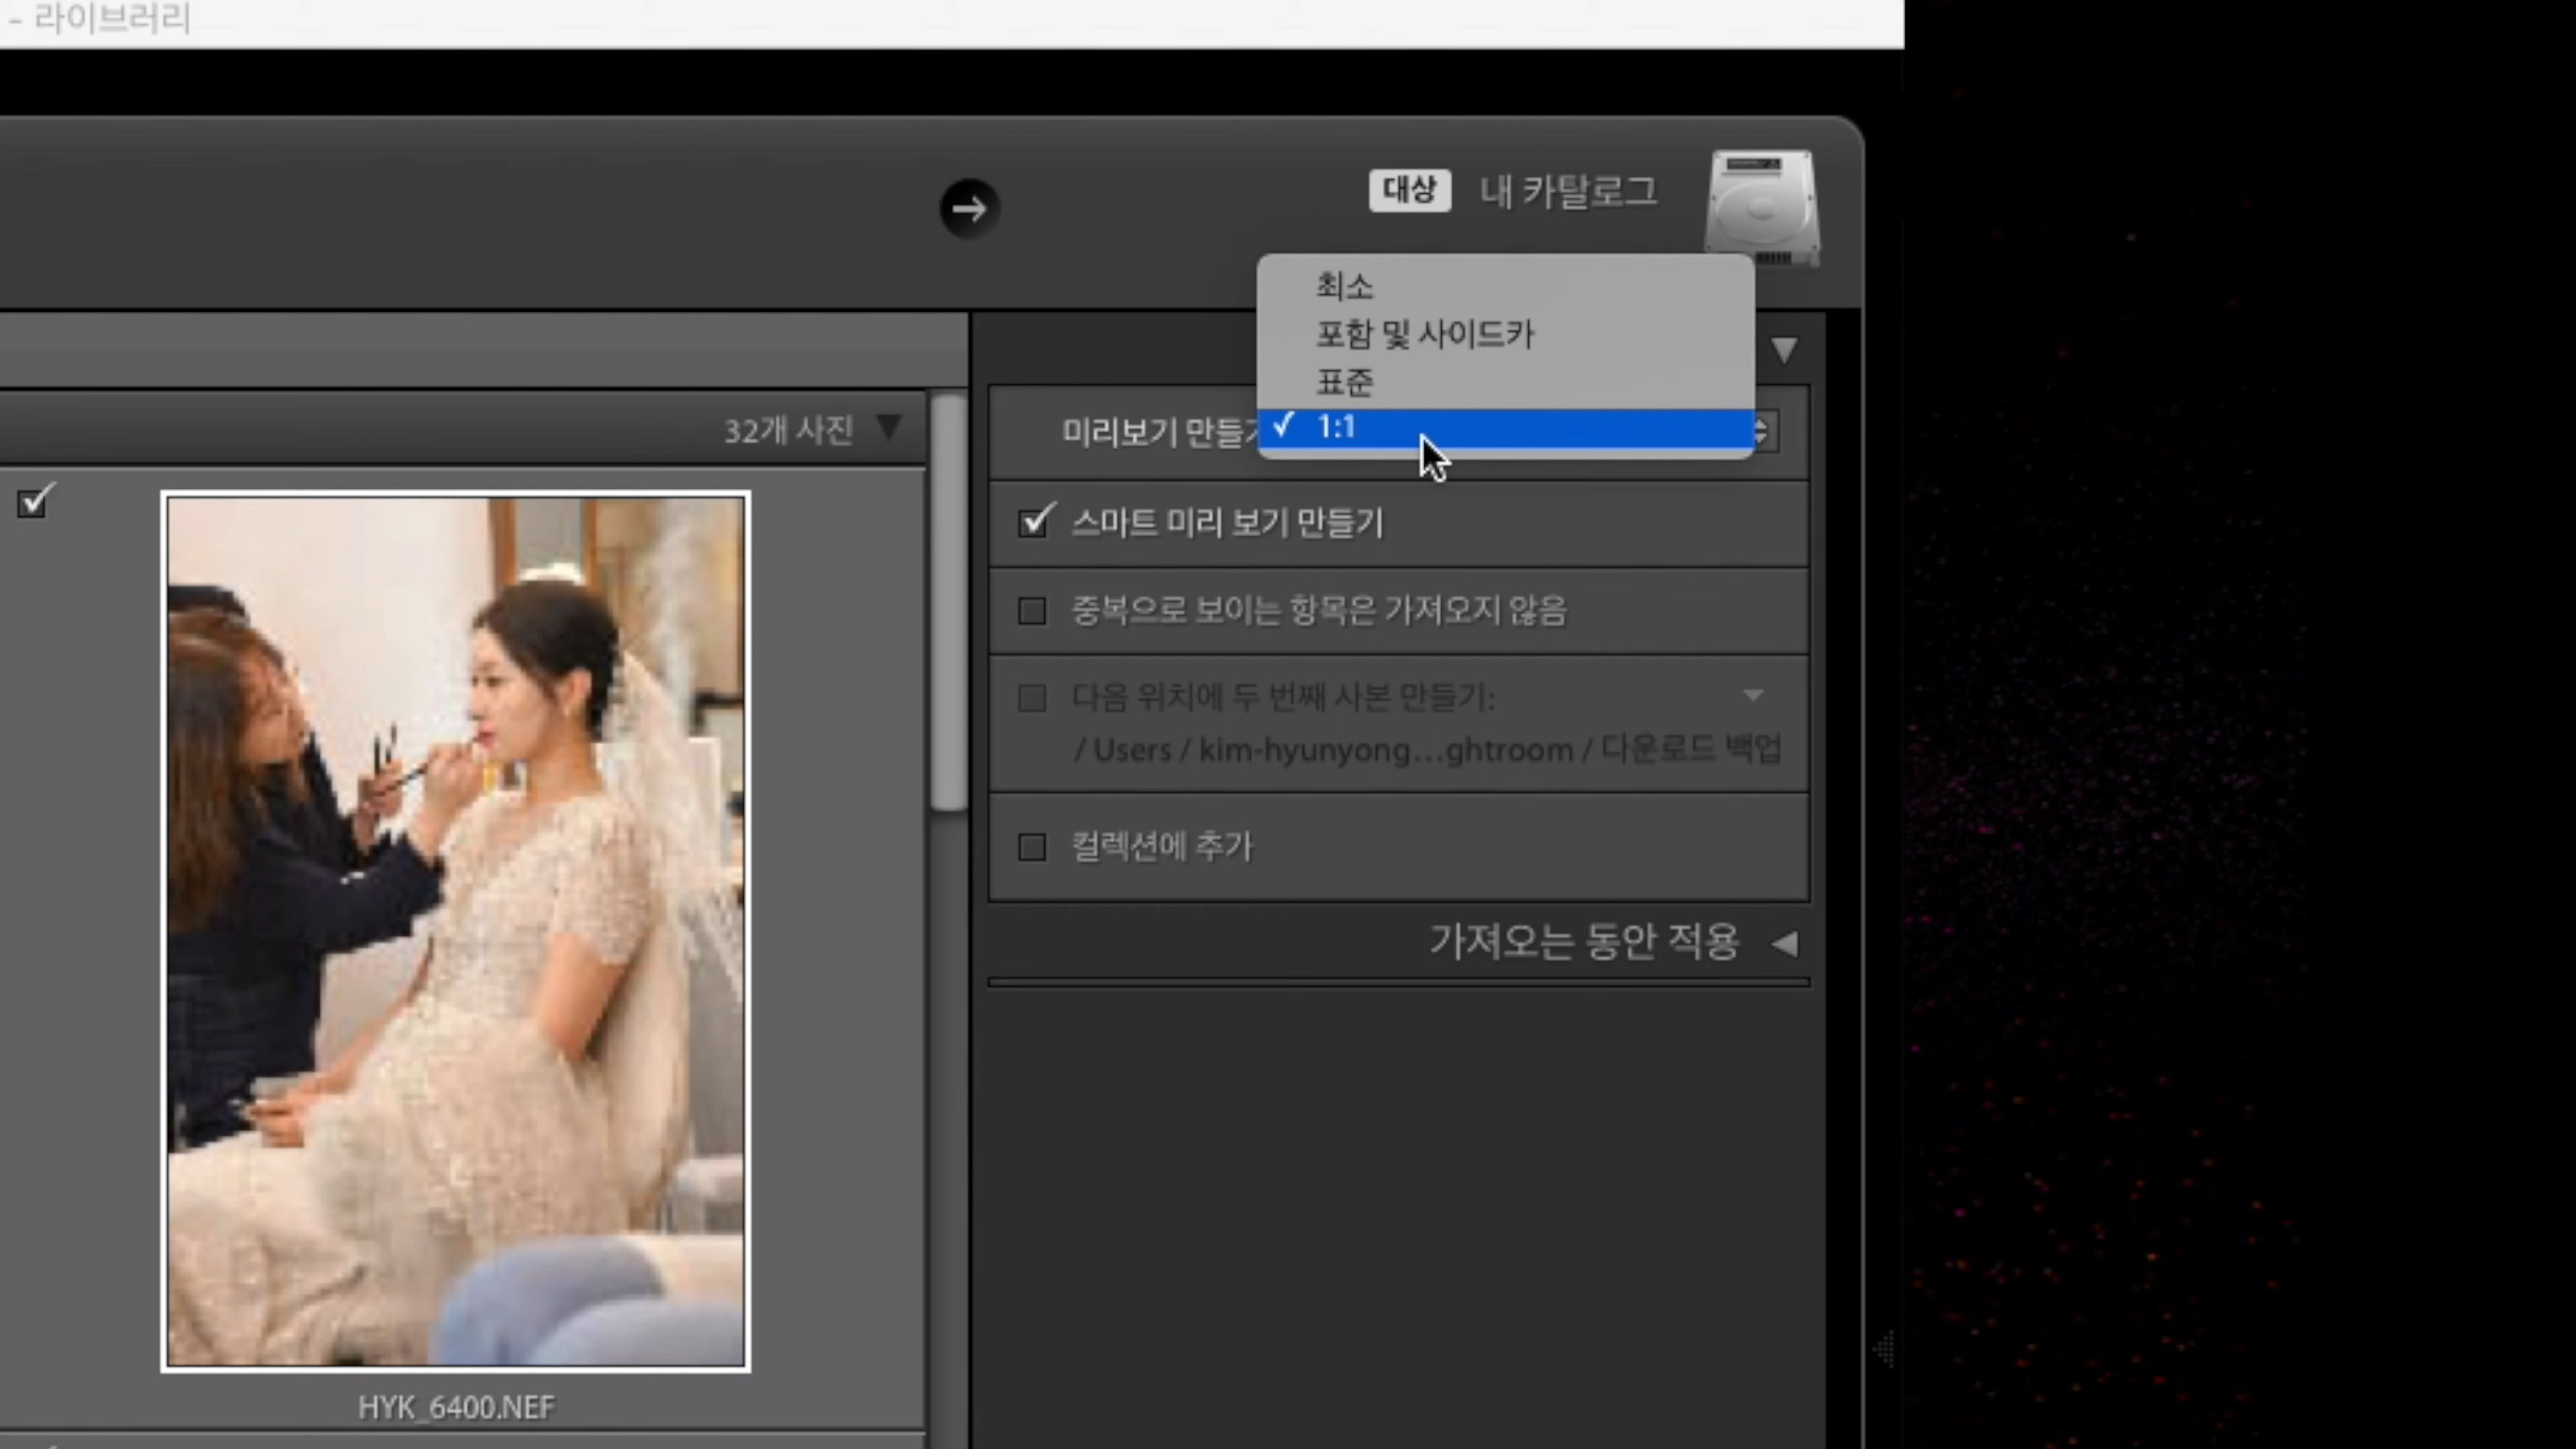 - 라이브러리
대상 내 카탈로그
최소
포함 및 사이드카
표준
미리보기 만들기
✓ 1:1
32개 사진
스마트 미리 보기 만들기
중복으로 보이는 항목은 가져오지 않음
다음 위치에 두 번째 사본 만들기:
/ Users / kim-hyunyong...ghtroom / 다운로드 백업
컬렉션에 추가
가져오는 동안 적용
HYK_6400.NEF